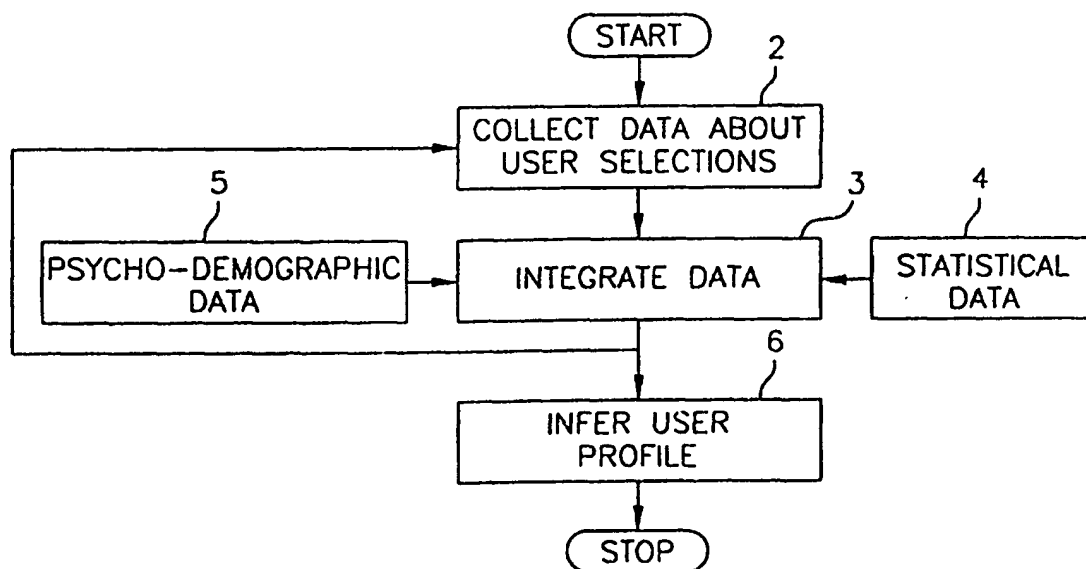 START
2
COLLECT DATA ABOUT
USER SELECTIONS
5
3
4
PSYCHO-DEMOGRAPHIC
DATA
INTEGRATE DATA
STATISTICAL
DATA
6
INFER USER
PROFILE
STOP